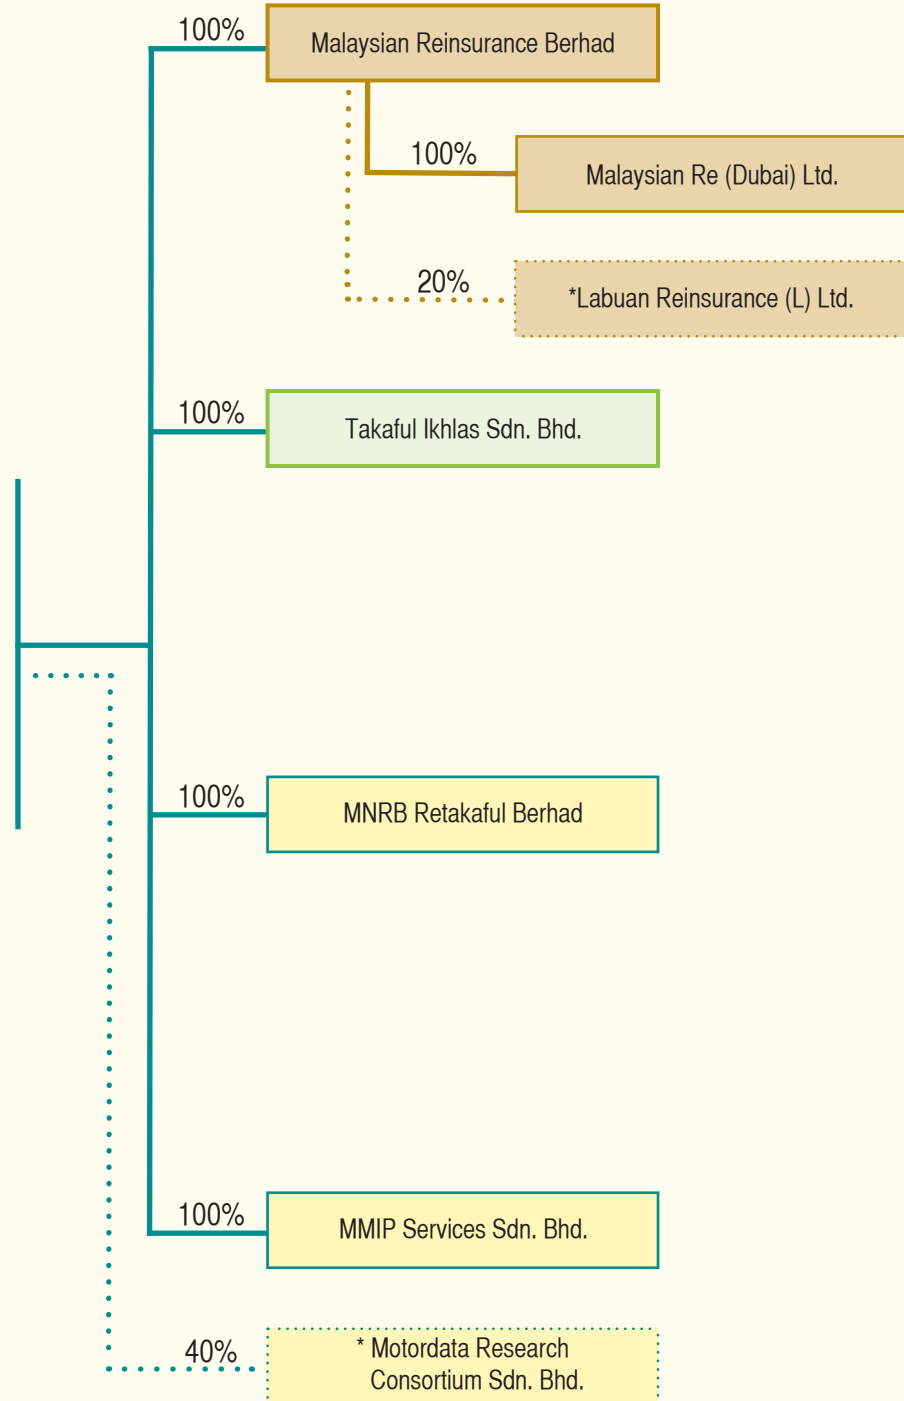 100%
Malaysian Reinsurance Berhad
100%
Malaysian Re (Dubai) Ltd.
20%
*Labuan Reinsurance (L) Ltd.
100%
Takaful Ikhlas Sdn. Bhd.
100%
MNRB Retakaful Berhad
100%
MMIP Services Sdn. Bhd.
40%
* Motordata Research
Consortium Sdn. Bhd.